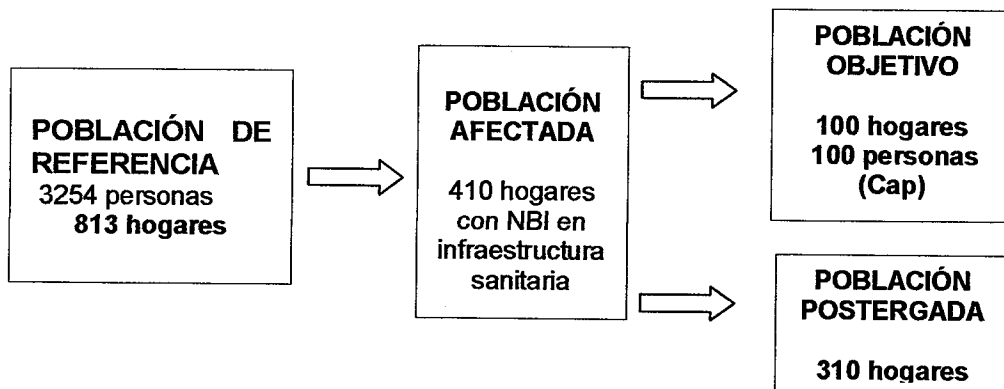 POBLACIÓN DE
REFERENCIA
3254 personas
813 hogares
POBLACIÓN
AFECTADA
410 hogares
con NBI en
infraestructura
sanitaria
POBLACIÓN
OBJETIVO
100 hogares
100 personas
(Cap)
POBLACIÓN
POSTERGADA
310 hogares